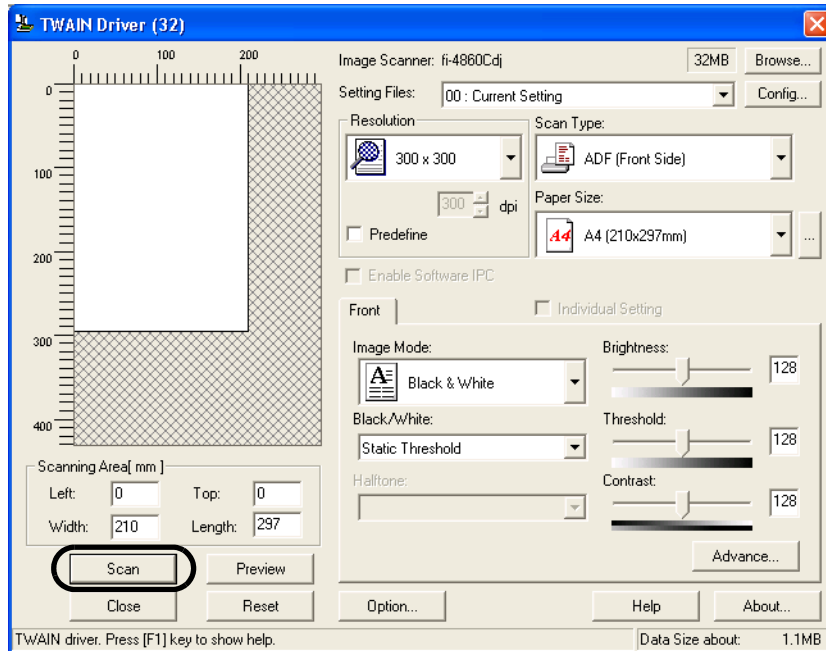 TWAIN Driver (32)
0 100 200
0
100
200
300
400
Image Scanner: fi-4860Cdj 32MB Browse...
Setting Files: 00 : Current Setting Config...
Resolution
300 x 300
300 dpi
Predefine
Scan Type:
ADF (Front Side)
Paper Size:
A4 A4 (210x297mm) ...
Enable Software IPC
Front Individual Setting
Image Mode:
A Black & White
Black/White:
Static Threshold
Halftone:
Brightness:
128
Threshold:
128
Contrast:
128
Advance...
Scanning Area[ mm ]
Left: 0 Top: 0
Width: 210 Length: 297
Scan Preview
Close Reset Option... Help About...
TWAIN driver. Press [F1] key to show help. Data Size about: 1.1MB